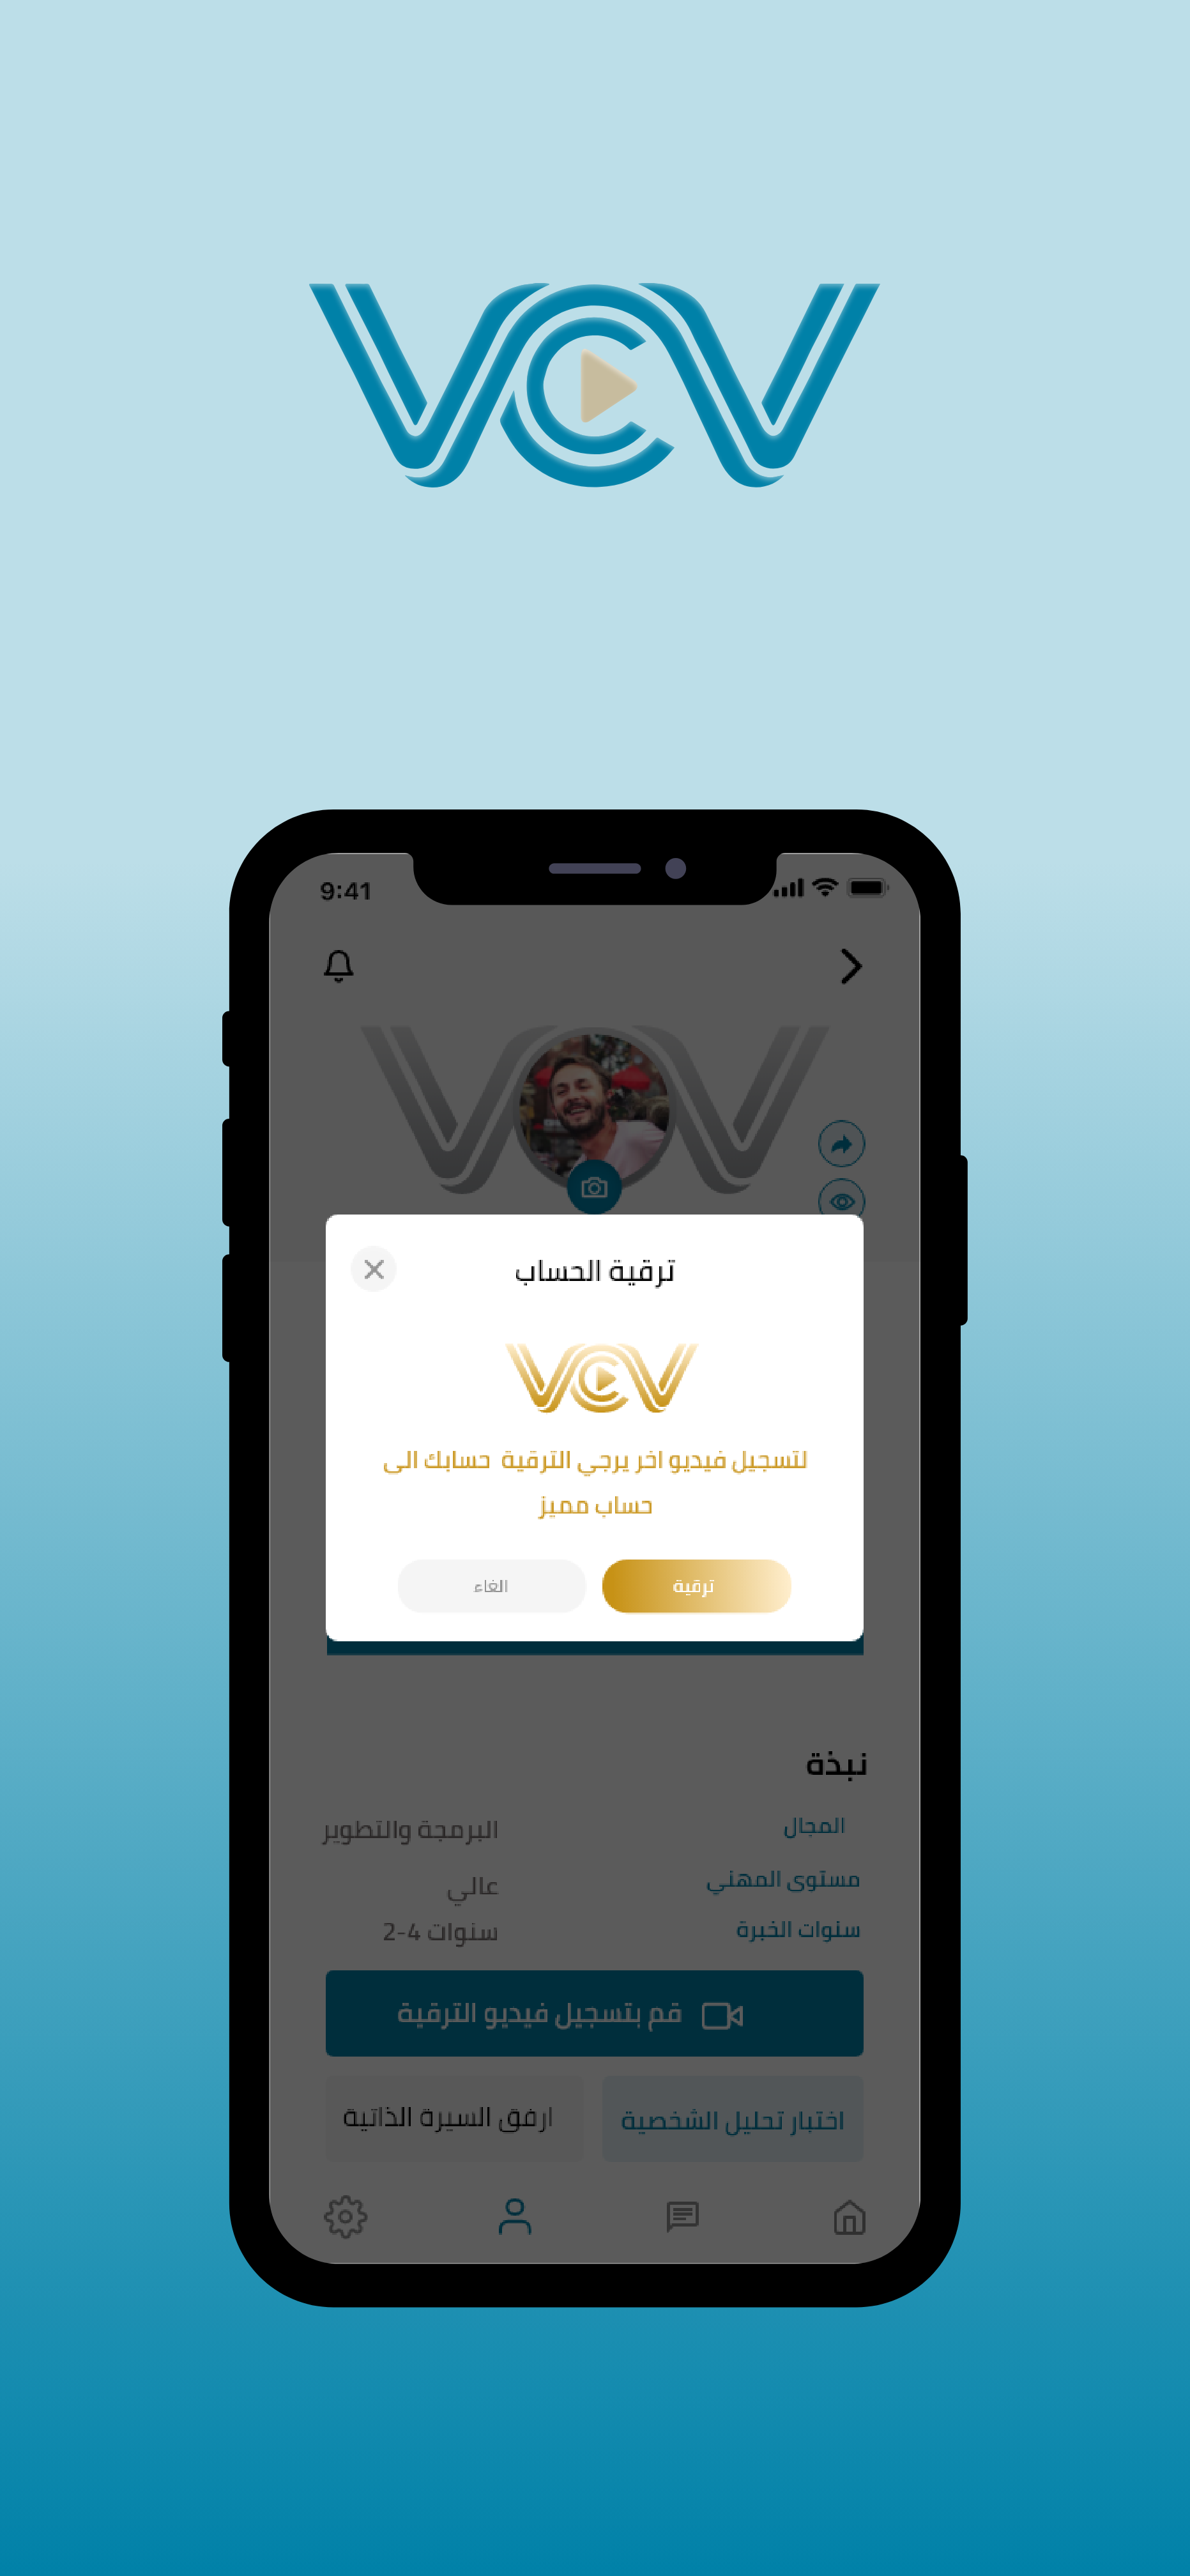 VCV
9:41
ترقية الحساب
VCV
لتسجيل فيديو اخر يرجي الترقية حسابك الى
حساب مميز
ترقية
الغاء
نبذة
المجال
البرمجة والتطوير
مستوى المهني
عالي
سنوات الخبرة
سنوات 4-2
قم بتسجيل فيديو الترقية
اختبار تحليل الشخصية
ارفق السيرة الذاتية